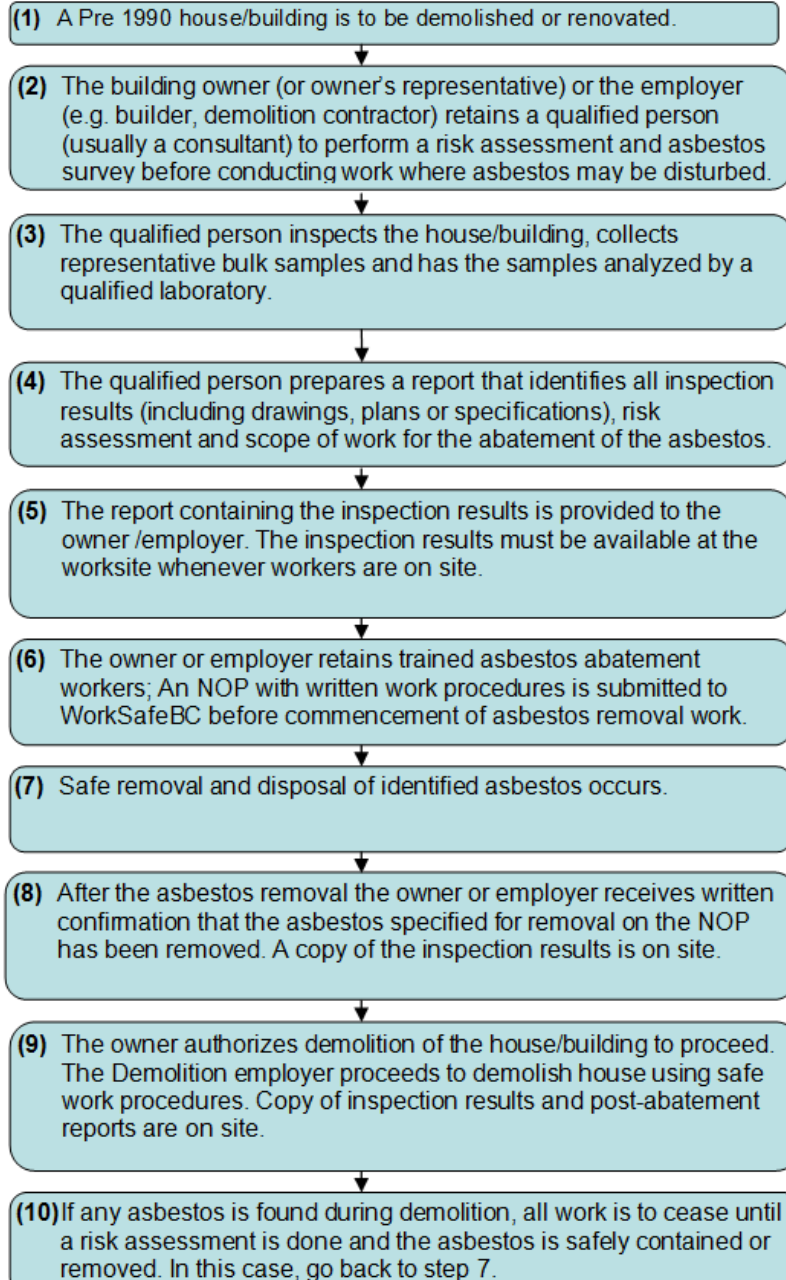 (1) A Pre 1990 house/building is to be demolished or renovated.
(2) The building owner (or owner's representative) or the employer
(e.g. builder, demolition contractor) retains a qualified person
(usually a consultant) to perform a risk assessment and asbestos
survey before conducting work where asbestos may be disturbed.
(3) The qualified person inspects the house/building, collects
representative bulk samples and has the samples analyzed by a
qualified laboratory.
(4) The qualified person prepares a report that identifies all inspection
results (including drawings, plans or specifications), risk
assessment and scope of work for the abatement of the asbestos.
(5) The report containing the inspection results is provided to the
owner /employer. The inspection results must be available at the
worksite whenever workers are on site.
(6) The owner or employer retains trained asbestos abatement
workers; An NOP with written work procedures is submitted to
WorkSafeBC before commencement of asbestos removal work.
(7) Safe removal and disposal of identified asbestos occurs.
(8) After the asbestos removal the owner or employer receives written
confirmation that the asbestos specified for removal on the NOP
has been removed. A copy of the inspection results is on site.
(9) The owner authorizes demolition of the house/building to proceed.
The Demolition employer proceeds to demolish house using safe
work procedures. Copy of inspection results and post-abatement
reports are on site.
(10) If any asbestos is found during demolition, all work is to cease until
a risk assessment is done and the asbestos is safely contained or
removed. In this case, go back to step 7.